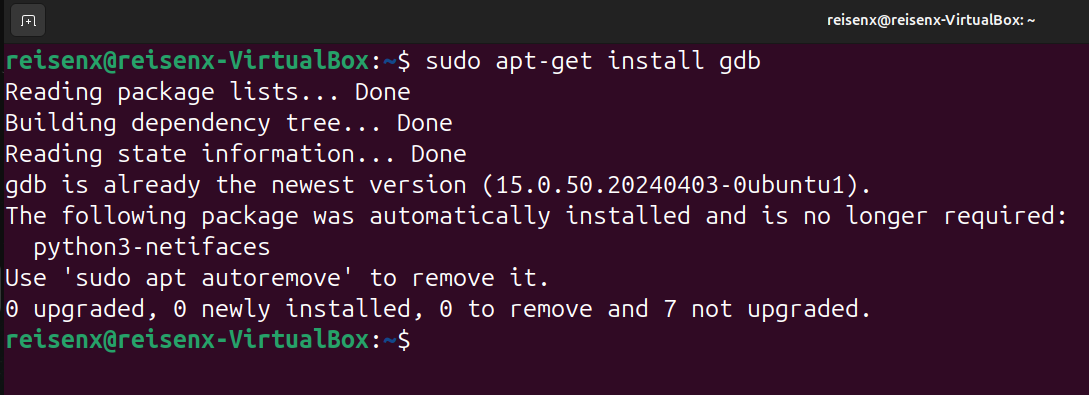 reisenx@reisenx-VirtualBox: ~
reisenx@reisenx-VirtualBox:~$ sudo apt-get install gdb
Reading package lists... Done
Building dependency tree... Done
Reading state information... Done
gdb is already the newest version (15.0.50.20240403-0ubuntu1).
The following package was automatically installed and is no longer required:
  python3-netifaces
Use 'sudo apt autoremove' to remove it.
0 upgraded, 0 newly installed, 0 to remove and 7 not upgraded.
reisenx@reisenx-VirtualBox:~$